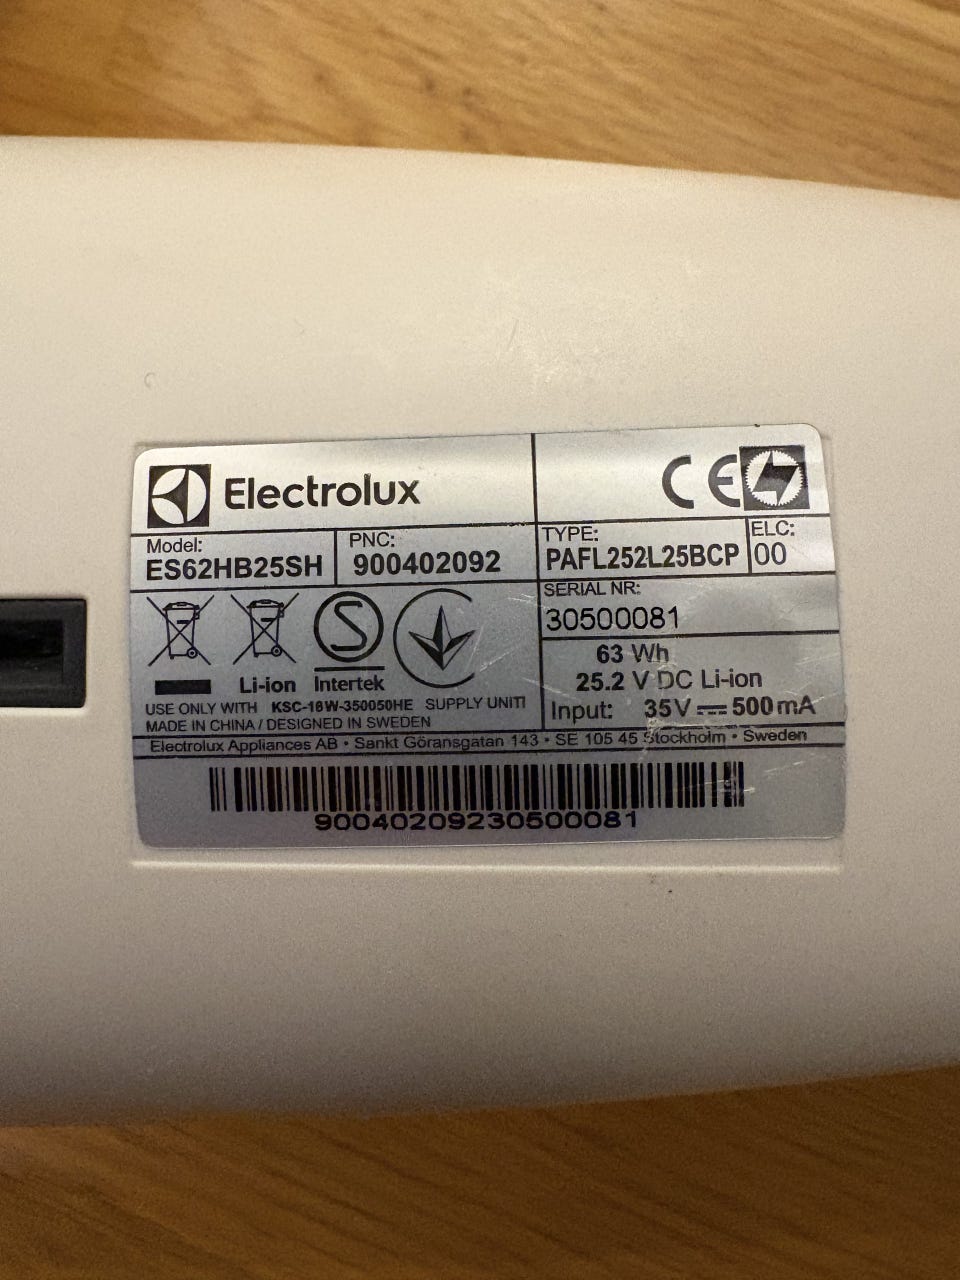 Electrolux
CE
Model:
ES62HB25SH
PNC:
900402092
TYPE:
PAFL252L25BCP
ELC:
00
SERIAL NR:
30500081
S
Li-ion
Intertek
63 Wh
25.2 V DC Li-ion
Input: 35V ⎓ 500mA
USE ONLY WITH KSC-18W-350050HE SUPPLY UNIT!
MADE IN CHINA / DESIGNED IN SWEDEN
Electrolux Appliances AB • Sankt Göransgatan 143 • SE 105 45 Stockholm • Sweden
90040209230500081